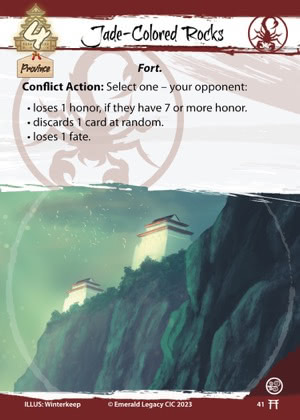 Jade-Colored Rocks
4
Province
Fort.
Conflict Action: Select one – your opponent:
• loses 1 honor, if they have 7 or more honor.
• discards 1 card at random.
• loses 1 fate.
ILLUS: Winterkeep © Emerald Legacy CIC 2023 41